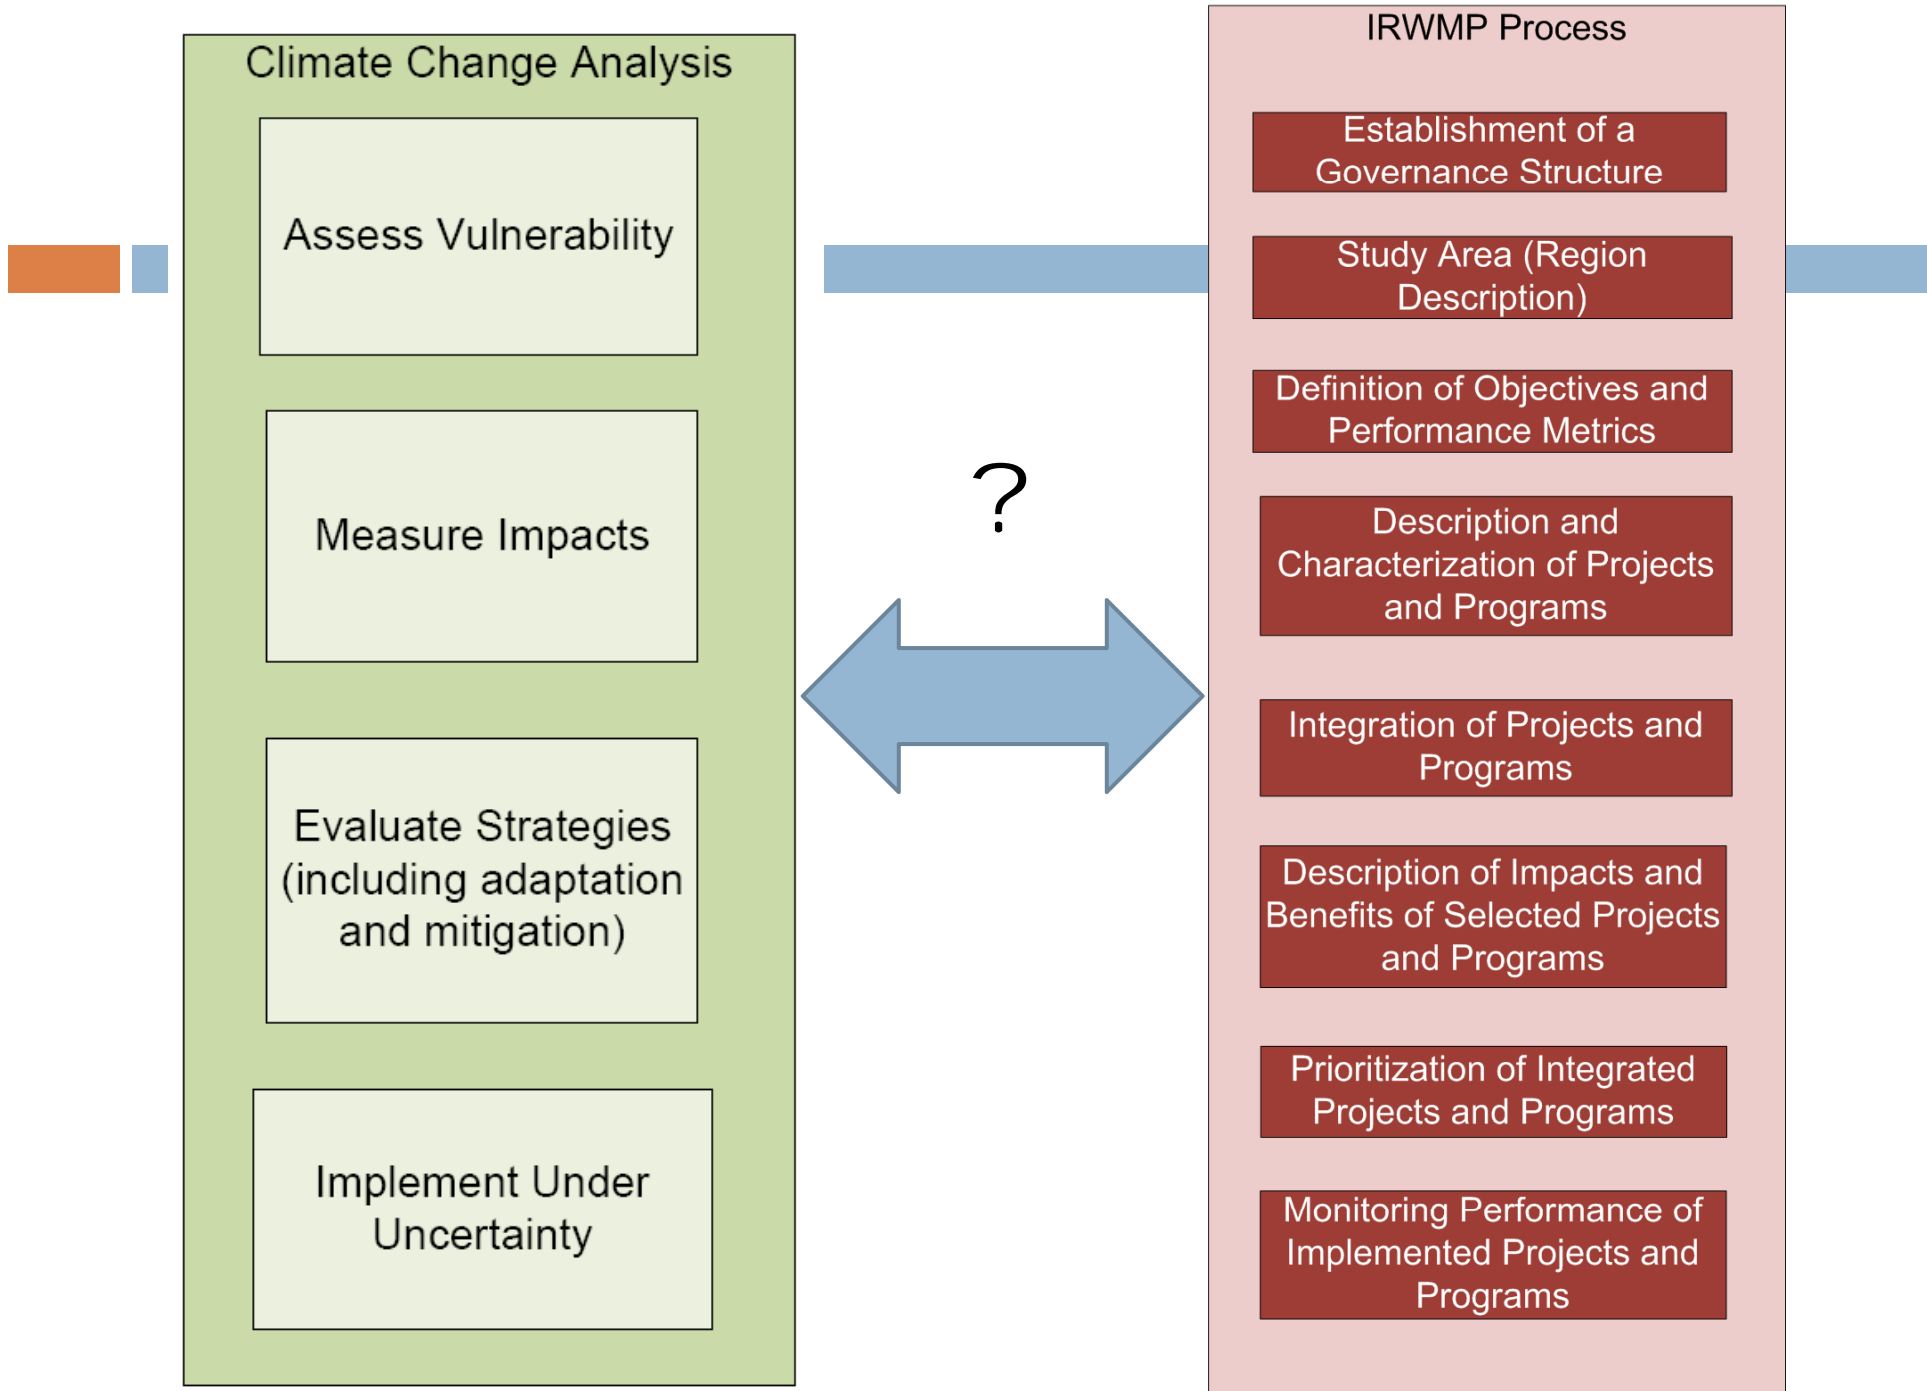 Climate Change Analysis
Assess Vulnerability
Measure Impacts
Evaluate Strategies
(including adaptation
and mitigation)
Implement Under
Uncertainty
?
IRWMP Process
Establishment of a
Governance Structure
Study Area (Region
Description)
Definition of Objectives and
Performance Metrics
Description and
Characterization of Projects
and Programs
Integration of Projects and
Programs
Description of Impacts and
Benefits of Selected Projects
and Programs
Prioritization of Integrated
Projects and Programs
Monitoring Performance of
Implemented Projects and
Programs